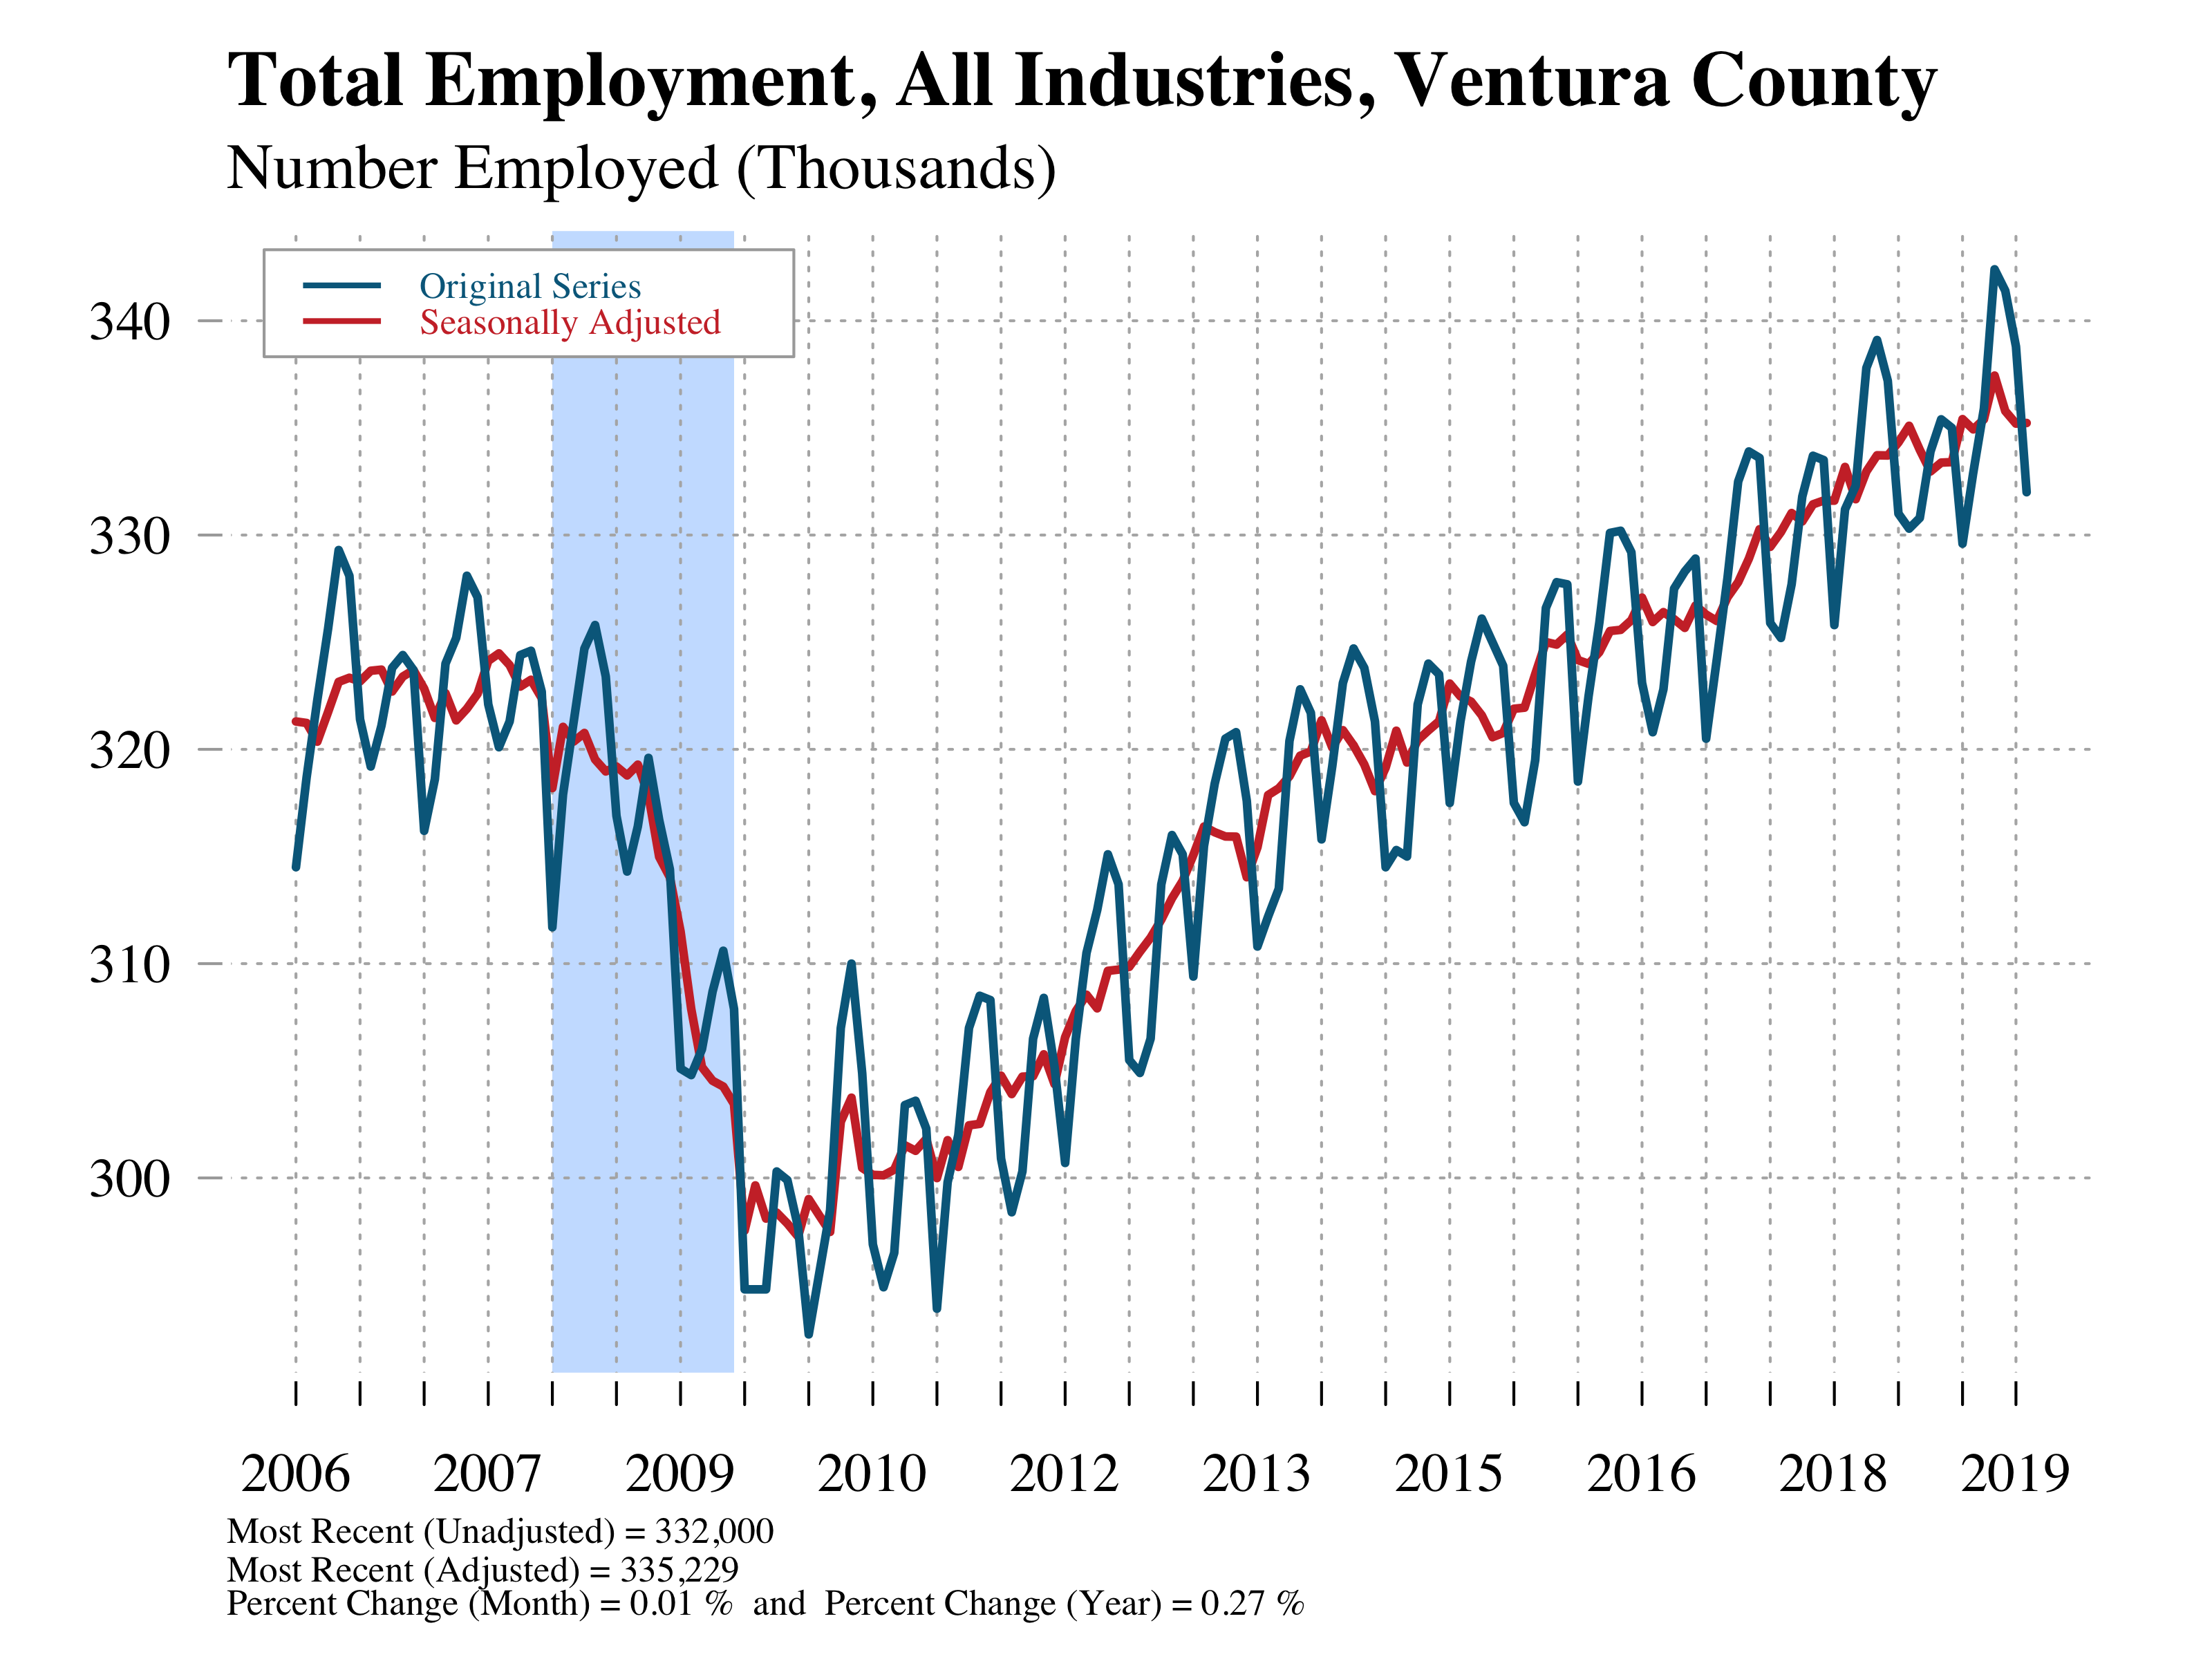 Total Employment, All Industries, Ventura County
Number Employed (Thousands)
Original Series
Seasonally Adjusted
340
330
320
310
300
2006 2007 2009 2010 2012 2013 2015 2016 2018 2019
Most Recent (Unadjusted) = 332,000
Most Recent (Adjusted) = 335,229
Percent Change (Month) = 0.01 % and Percent Change (Year) = 0.27 %